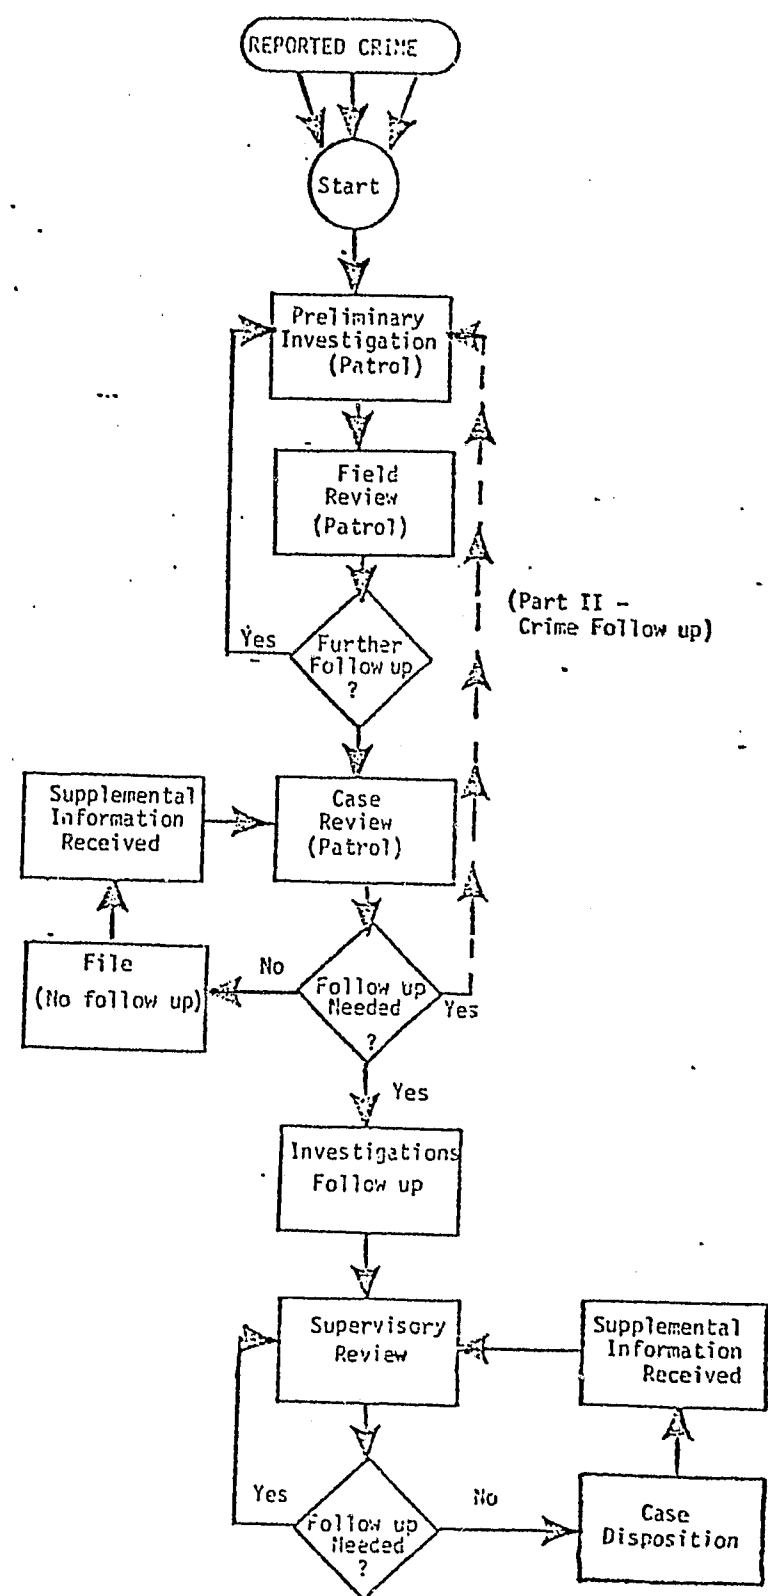 REPORTED CRIME
Start
Preliminary
Investigation
(Patrol)
Field
Review
(Patrol)
Further
Follow up
?
Yes
(Part II -
Crime Follow up)
Supplemental
Information
Received
Case
Review
(Patrol)
File
(No follow up)
No
Follow up
Needed
?
Yes
Yes
Investigations
Follow up
Supervisory
Review
Supplemental
Information
Received
Yes
Follow up
Needed
?
No
Case
Disposition